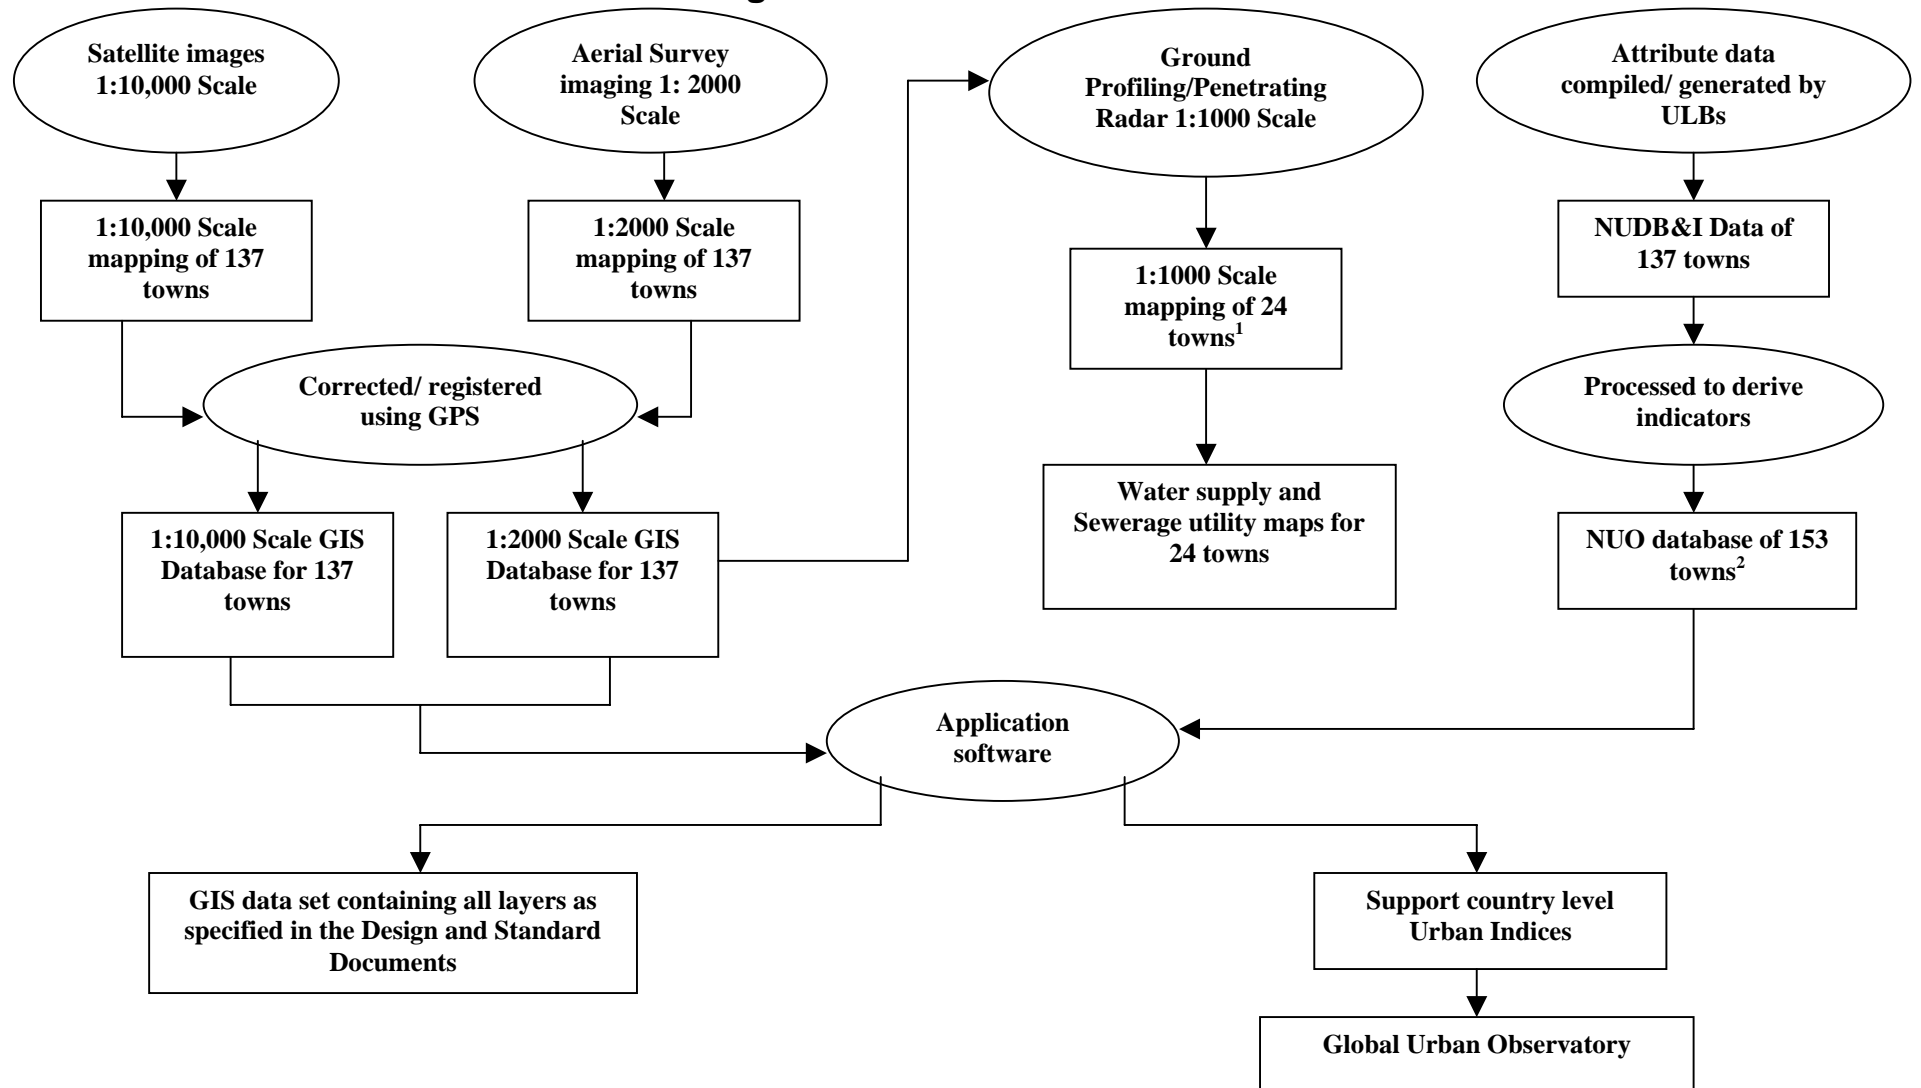 Satellite images
1:10,000 Scale
Aerial Survey
imaging 1: 2000
Scale
Ground
Profiling/Penetrating
Radar 1:1000 Scale
Attribute data
compiled/ generated by
ULBs
1:10,000 Scale
mapping of 137
towns
1:2000 Scale
mapping of 137
towns
1:1000 Scale
mapping of 24
towns1
NUDB&I Data of
137 towns
Corrected/ registered
using GPS
Processed to derive
indicators
1:10,000 Scale GIS
Database for 137
towns
1:2000 Scale GIS
Database for 137
towns
Water supply and
Sewerage utility maps for
24 towns
NUO database of 153
towns2
Application
software
GIS data set containing all layers as
specified in the Design and Standard
Documents
Support country level
Urban Indices
Global Urban Observatory